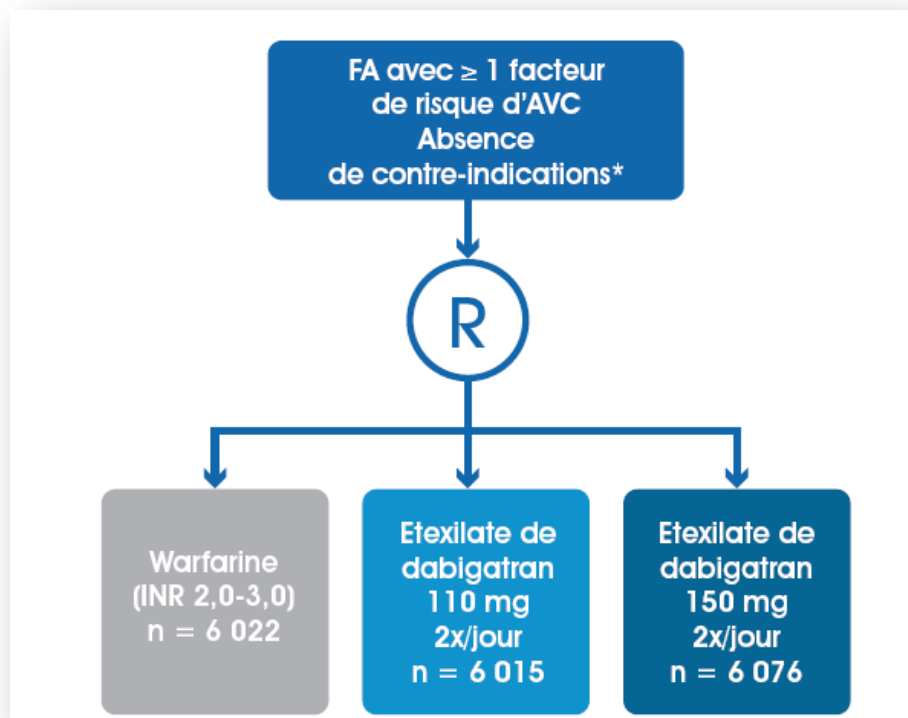 FA avec ≥ 1 facteur
de risque d'AVC
Absence
de contre-indications*
R
Warfarine
(INR 2,0-3,0)
n = 6 022
Etexilate de
dabigatran
110 mg
2x/jour
n = 6 015
Etexilate de
dabigatran
150 mg
2x/jour
n = 6 076